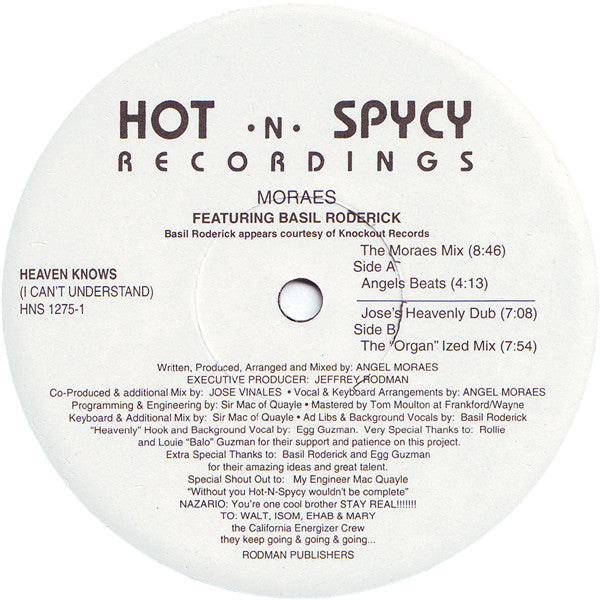 HOT •N• SPYCY
RECORDINGS
MORAES
FEATURING BASIL RODERICK
Basil Roderick appears courtesy of Knockout Records
HEAVEN KNOWS
(I CAN'T UNDERSTAND)
HNS 1275-1
The Moraes Mix (8:46)
Side A
Angels Beats (4:13)
Jose's Heavenly Dub (7:08)
Side B
The "Organ" Ized Mix (7:54)
Written, Produced, Arranged and Mixed by: ANGEL MORAES
EXECUTIVE PRODUCER: JEFFREY RODMAN
Co-Produced & additional Mix by: JOSE VINALES • Vocal & Keyboard Arrangements by: ANGEL MORAES
Programming & Engineering by: Sir Mac of Quayle • Mastered by Tom Moulton at Frankford/Wayne
Keyboard & Additional Mix by: Sir Mac of Quayle • Ad Libs & Background Vocals by: Basil Roderick
"Heavenly" Hook and Background Vocal by: Egg Guzman. Very Special Thanks to: Rollie
and Louie "Balo" Guzman for their support and patience on this project.
Extra Special Thanks to: Basil Roderick and Egg Guzman
for their amazing ideas and great talent.
Special Shout Out to: My Engineer Mac Quayle
"Without you Hot-N-Spycy wouldn't be complete"
NAZARIO: You're one cool brother STAY REAL!!!!!!!
TO: WALT, ISOM, EHAB & MARY
the California Energizer Crew
they keep going & going & going...
RODMAN PUBLISHERS